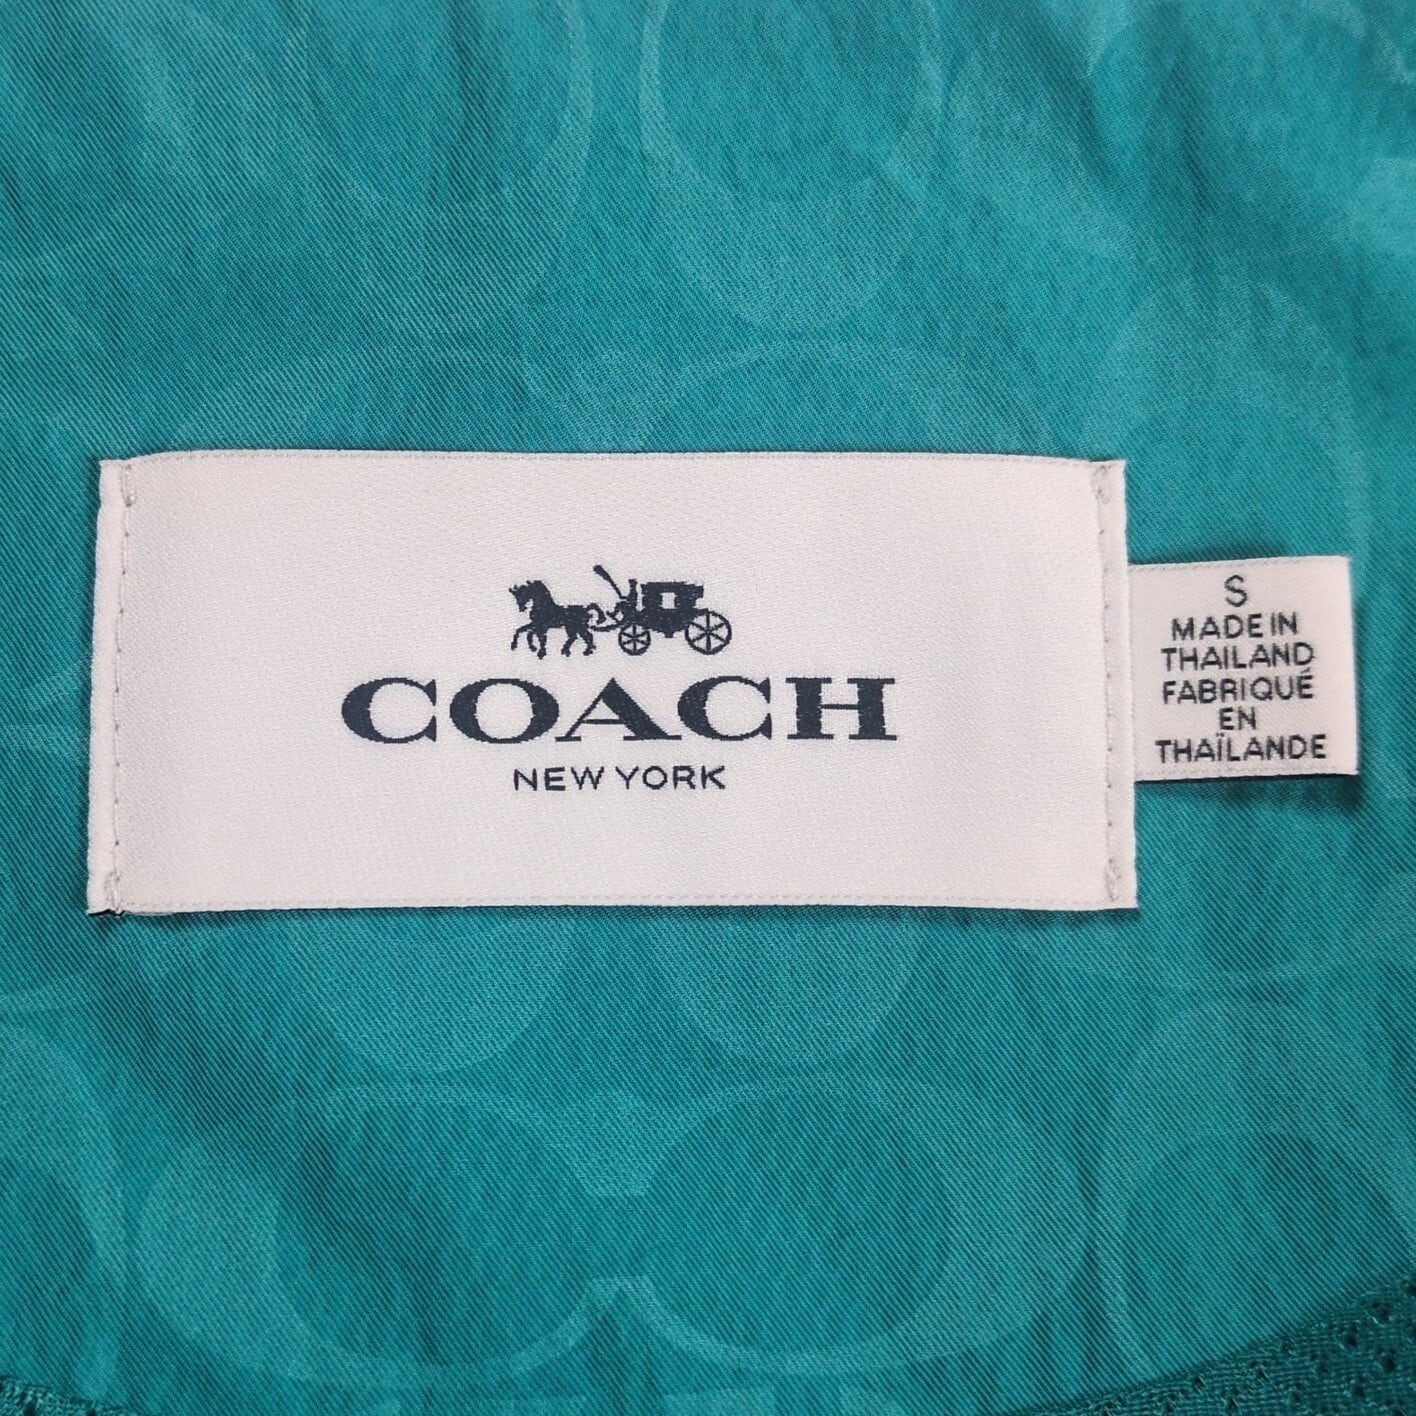 COACH
NEW YORK
S
MADE IN
THAILAND
FABRIQUÉ
EN
THAÏLANDE